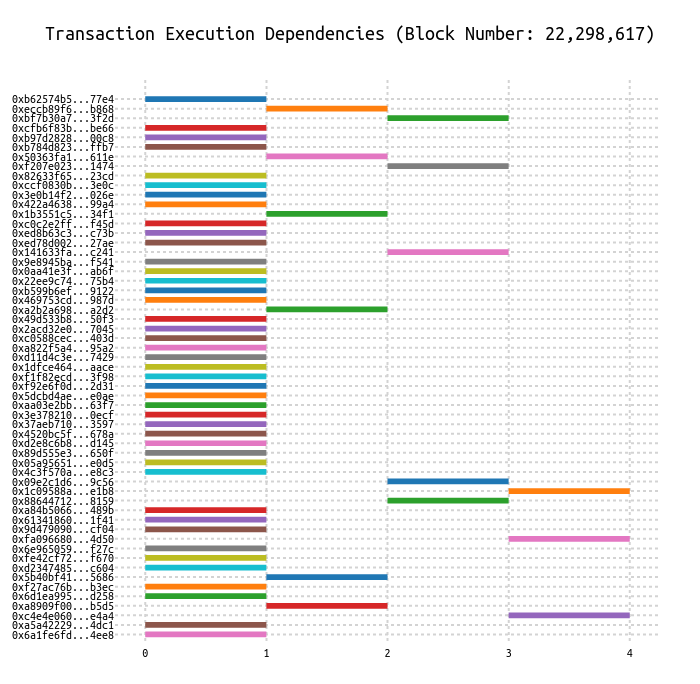 Transaction Execution Dependencies (Block Number: 22,298,617)
0xb62574b5...77e4
0xeccb89f6...b868
0xbf7b30a7...3f2d
0xcfb6f83b...be66
0xb97d2828...00c8
0xb784d823...ffb7
0x50363fa1...611e
0xf207e023...1474
0x82633f65...23cd
0xccf0830b...3e0c
0x3e0b14f2...026e
0x422a4638...99a4
0x1b3551c5...34f1
0xc0c2e2ff...f45d
0xed8b63c3...c73b
0xed78d002...27ae
0x141633fa...c241
0x9e8945ba...f541
0x0aa41e3f...ab6f
0x22ee9c74...75b4
0xb599b6ef...9122
0x469753cd...987d
0xa2b2a698...a2d2
0x49d533b8...50f3
0x2acd32e0...7045
0xc0588cec...403d
0xa822f5a4...95a2
0xd11d4c3e...7429
0x1dfce464...aace
0xf1f82ecd...3f98
0xf92e6f0d...2d31
0x5dcbd4ae...e0ae
0xaa03e2bb...63f7
0x3e378210...0ecf
0x37aeb710...3597
0x4520bc5f...678a
0xd2e8c6b8...d145
0x89d555e3...650f
0x05a95651...e0d5
0x4c3f570a...e8c3
0x09e2c1d6...9c56
0x1c09588a...e1b8
0x88644712...8159
0xa84b5066...489b
0x61341860...1f41
0x9d479090...cf04
0xfa096680...4d50
0x6e965059...f27c
0xfe42cf72...f670
0xd2347485...c604
0x5b40bf41...5686
0xf27ac76b...b3ec
0x6d1ea995...d258
0xa8909f00...b5d5
0xc4e4e060...e4a4
0xa5a42229...4dc1
0x6a1fe6fd...4ee8
0 1 2 3 4